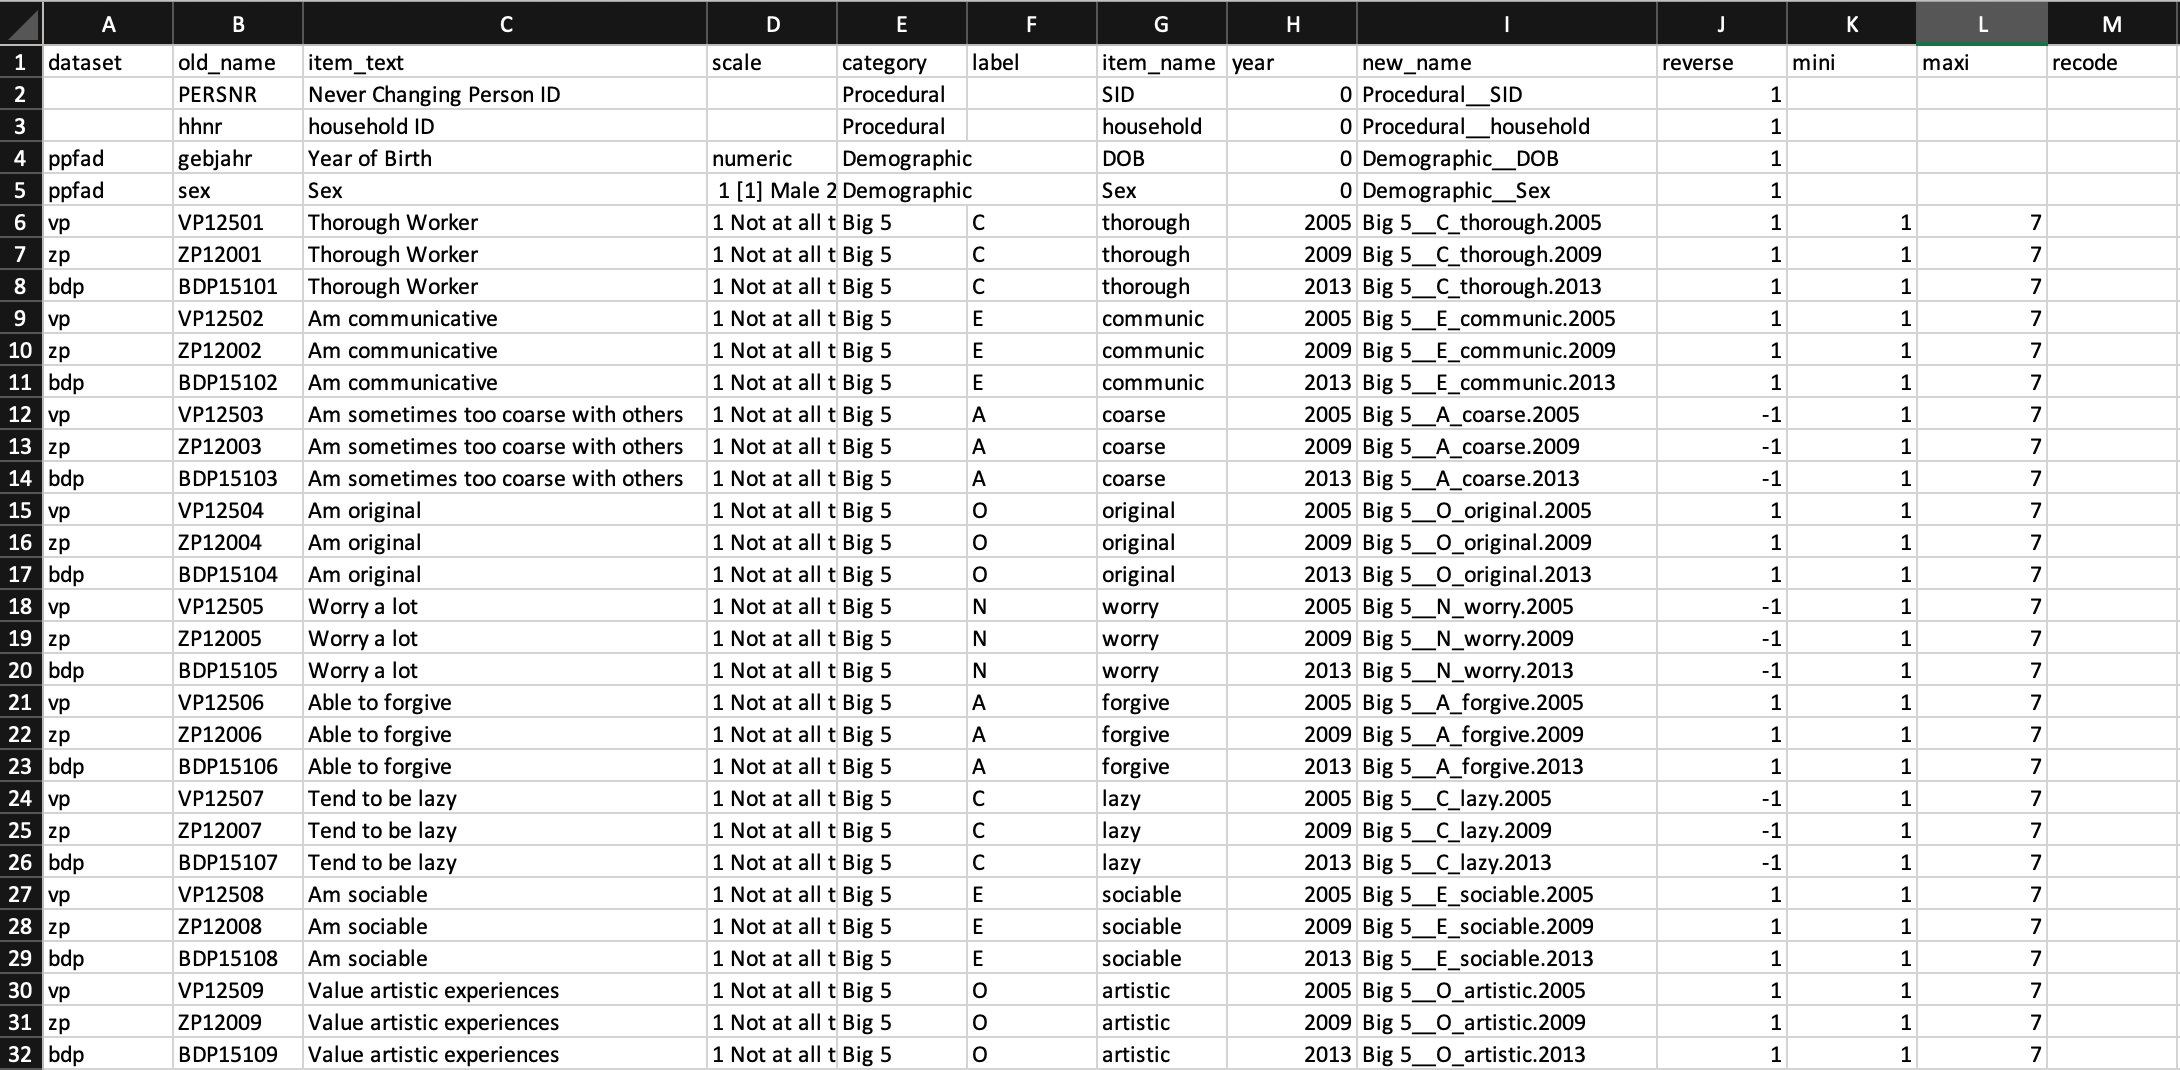 A B C D E F G H I J K L M
1 dataset old_name item_text scale category label item_name year new_name reverse mini maxi recode
2 PERSNR Never Changing Person ID Procedural SID 0 Procedural__SID 1
3 hhnr household ID Procedural household 0 Procedural__household 1
4 ppfad gebjahr Year of Birth numeric Demographic DOB 0 Demographic__DOB 1
5 ppfad sex Sex 1 [1] Male 2 Demographic Sex 0 Demographic__Sex 1
6 vp VP12501 Thorough Worker 1 Not at all t Big 5 C thorough 2005 Big 5__C_thorough.2005 1 1 7
7 zp ZP12001 Thorough Worker 1 Not at all t Big 5 C thorough 2009 Big 5__C_thorough.2009 1 1 7
8 bdp BDP15101 Thorough Worker 1 Not at all t Big 5 C thorough 2013 Big 5__C_thorough.2013 1 1 7
9 vp VP12502 Am communicative 1 Not at all t Big 5 E communic 2005 Big 5__E_communic.2005 1 1 7
10 zp ZP12002 Am communicative 1 Not at all t Big 5 E communic 2009 Big 5__E_communic.2009 1 1 7
11 bdp BDP15102 Am communicative 1 Not at all t Big 5 E communic 2013 Big 5__E_communic.2013 1 1 7
12 vp VP12503 Am sometimes too coarse with others 1 Not at all t Big 5 A coarse 2005 Big 5__A_coarse.2005 -1 1 7
13 zp ZP12003 Am sometimes too coarse with others 1 Not at all t Big 5 A coarse 2009 Big 5__A_coarse.2009 -1 1 7
14 bdp BDP15103 Am sometimes too coarse with others 1 Not at all t Big 5 A coarse 2013 Big 5__A_coarse.2013 -1 1 7
15 vp VP12504 Am original 1 Not at all t Big 5 O original 2005 Big 5__O_original.2005 1 1 7
16 zp ZP12004 Am original 1 Not at all t Big 5 O original 2009 Big 5__O_original.2009 1 1 7
17 bdp BDP15104 Am original 1 Not at all t Big 5 O original 2013 Big 5__O_original.2013 1 1 7
18 vp VP12505 Worry a lot 1 Not at all t Big 5 N worry 2005 Big 5__N_worry.2005 -1 1 7
19 zp ZP12005 Worry a lot 1 Not at all t Big 5 N worry 2009 Big 5__N_worry.2009 -1 1 7
20 bdp BDP15105 Worry a lot 1 Not at all t Big 5 N worry 2013 Big 5__N_worry.2013 -1 1 7
21 vp VP12506 Able to forgive 1 Not at all t Big 5 A forgive 2005 Big 5__A_forgive.2005 1 1 7
22 zp ZP12006 Able to forgive 1 Not at all t Big 5 A forgive 2009 Big 5__A_forgive.2009 1 1 7
23 bdp BDP15106 Able to forgive 1 Not at all t Big 5 A forgive 2013 Big 5__A_forgive.2013 1 1 7
24 vp VP12507 Tend to be lazy 1 Not at all t Big 5 C lazy 2005 Big 5__C_lazy.2005 -1 1 7
25 zp ZP12007 Tend to be lazy 1 Not at all t Big 5 C lazy 2009 Big 5__C_lazy.2009 -1 1 7
26 bdp BDP15107 Tend to be lazy 1 Not at all t Big 5 C lazy 2013 Big 5__C_lazy.2013 -1 1 7
27 vp VP12508 Am sociable 1 Not at all t Big 5 E sociable 2005 Big 5__E_sociable.2005 1 1 7
28 zp ZP12008 Am sociable 1 Not at all t Big 5 E sociable 2009 Big 5__E_sociable.2009 1 1 7
29 bdp BDP15108 Am sociable 1 Not at all t Big 5 E sociable 2013 Big 5__E_sociable.2013 1 1 7
30 vp VP12509 Value artistic experiences 1 Not at all t Big 5 O artistic 2005 Big 5__O_artistic.2005 1 1 7
31 zp ZP12009 Value artistic experiences 1 Not at all t Big 5 O artistic 2009 Big 5__O_artistic.2009 1 1 7
32 bdp BDP15109 Value artistic experiences 1 Not at all t Big 5 O artistic 2013 Big 5__O_artistic.2013 1 1 7